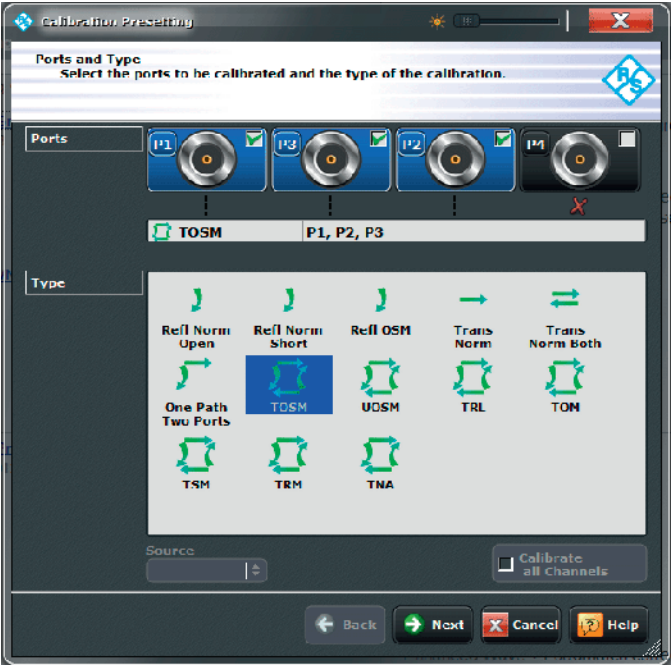 Calibration Presetting
Ports and Type
Select the ports to be calibrated and the type of the calibration.
R&S
Ports
P1
P3
P2
P4
TOSM
P1, P2, P3
Type
Refl Norm
Open
Refl Norm
Short
Refl OSM
Trans
Norm
Trans
Norm Both
One Path
Two Ports
TOSM
UOSM
TRL
TOM
TSM
TRM
TNA
Source
Calibrate
all Channels
Back
Next
Cancel
Help